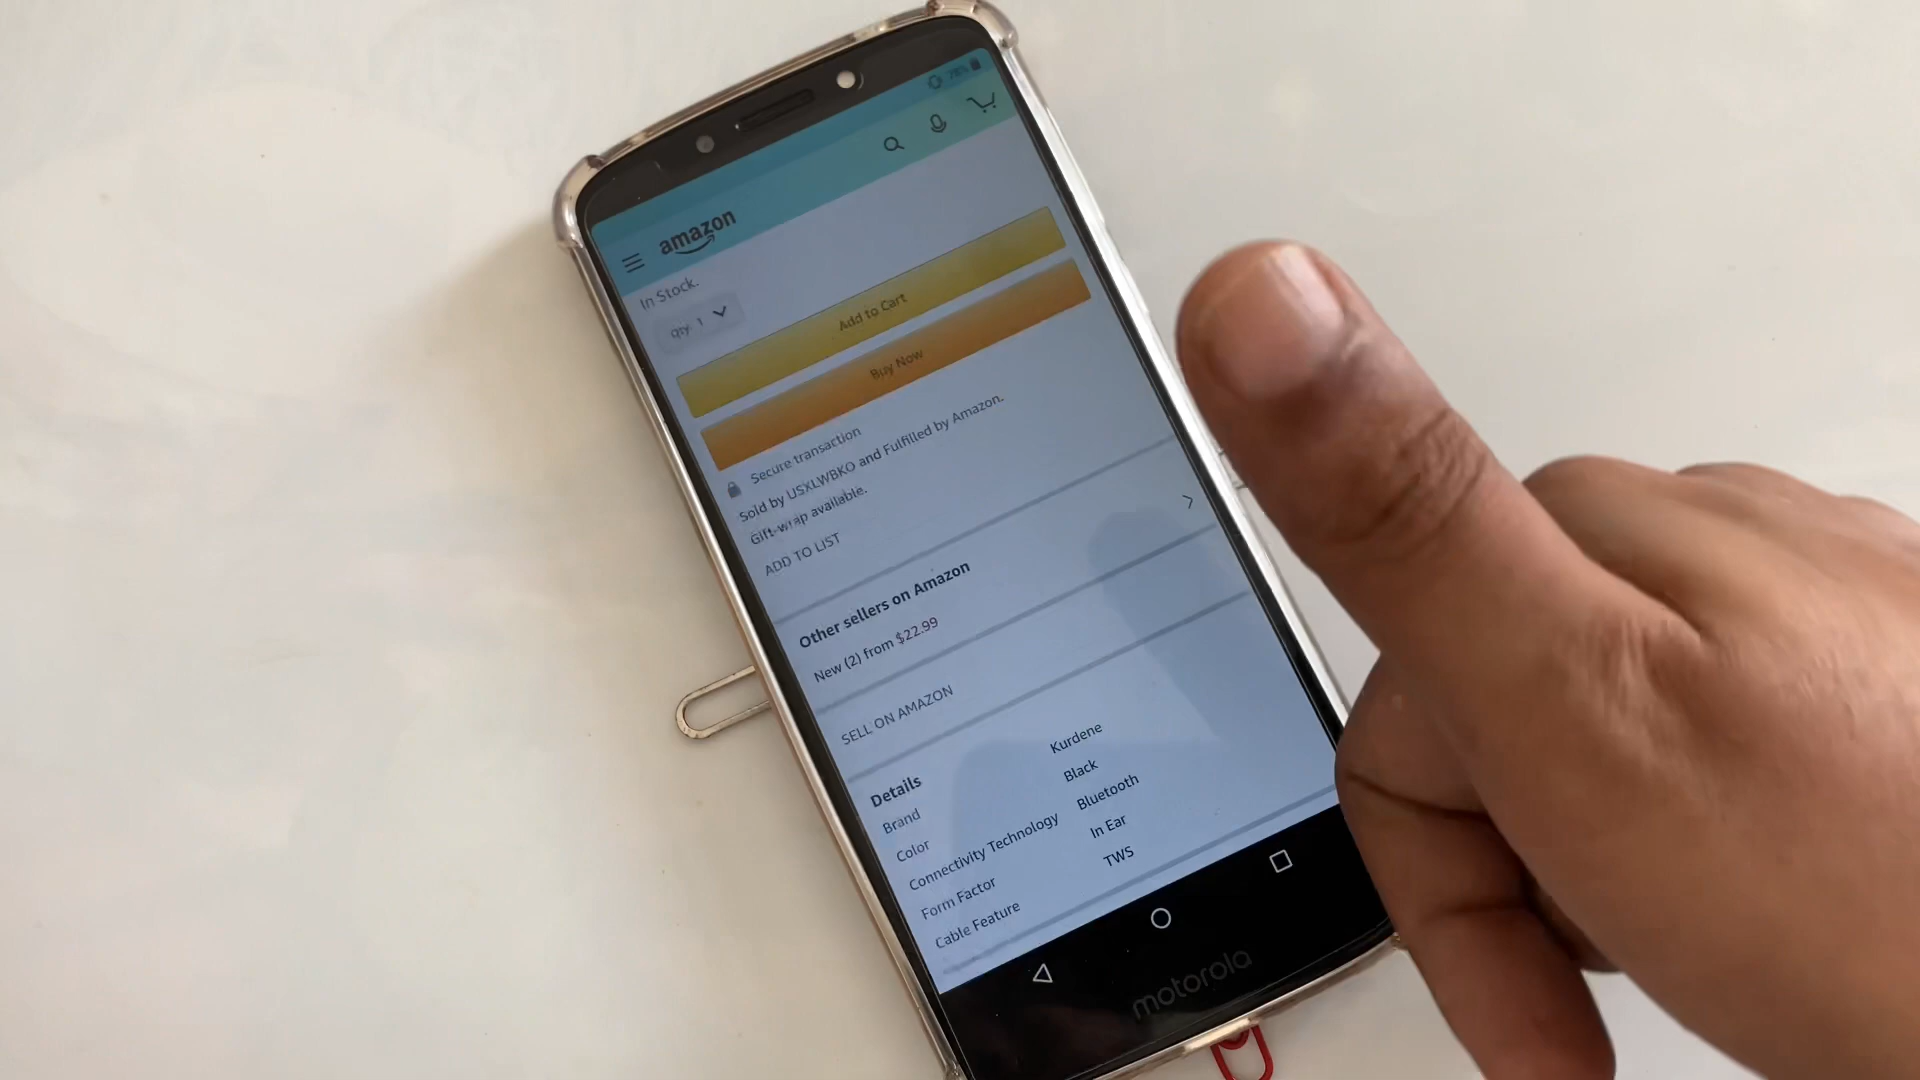 78%
amazon
In Stock.
Qty: 1
Add to Cart
Buy Now
Secure transaction
Sold by USXLWBKO and Fulfilled by Amazon.
Gift-wrap available.
ADD TO LIST
Other sellers on Amazon
New (2) from $22.99
SELL ON AMAZON
Details
Brand Kurdene
Color Black
Connectivity Technology Bluetooth
Form Factor In Ear
Cable Feature TWS
motorola